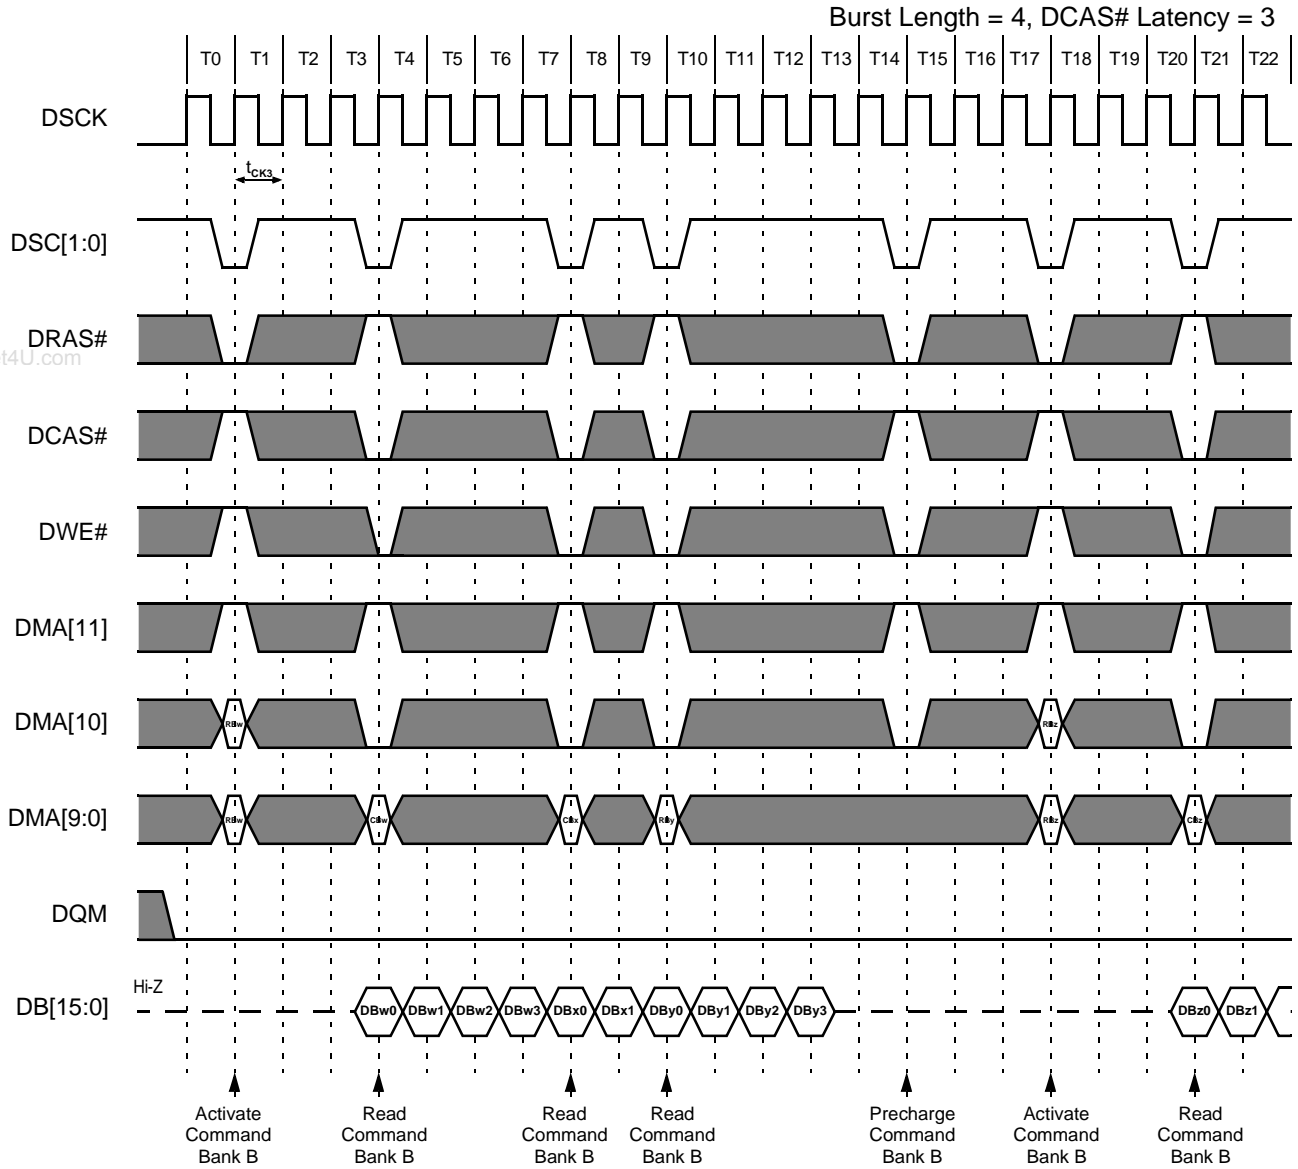 Burst Length = 4, DCAS# Latency = 3
T0 T1 T2 T3 T4 T5 T6 T7 T8 T9 T10 T11 T12 T13 T14 T15 T16 T17 T18 T19 T20 T21 T22
DSCK
tCK3
DSC[1:0]
DRAS#
t4U.com
DCAS#
DWE#
DMA[11]
DMA[10]
DMA[9:0]
DQM
Hi-Z
DB[15:0] DBw0 DBw1 DBw2 DBw3 DBx0 DBx1 DBy0 DBy1 DBy2 DBy3 DBz0 DBz1
Activate Read Read Read Precharge Activate Read
Command Command Command Command Command Command Command
Bank B Bank B Bank B Bank B Bank B Bank B Bank B